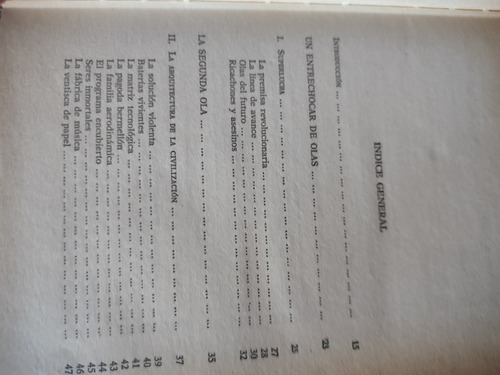 INDICE GENERAL
INTRODUCCIÓN ... ... ... ... ... ... ... ... ... ... 15
UN ENTRECHOCAR DE OLAS ... ... ... ... ... ... 23
I. SUPERLUCHA ... ... ... ... ... ... ... ... ... ... 25
La premisa revolucionaria ... ... ... ... ... ... ... 27
La línea de avance ... ... ... ... ... ... ... ... 28
Olas del futuro ... ... ... ... ... ... ... ... ... 30
Ricachones y asesinos ... ... ... ... ... ... ... 32
LA SEGUNDA OLA ... ... ... ... ... ... ... ... ... 35
II. LA ARQUITECTURA DE LA CIVILIZACIÓN ... ... ... ... ... 37
La solución violenta ... ... ... ... ... ... ... ... 39
Baterías vivientes ... ... ... ... ... ... ... ... 40
La matriz tecnológica ... ... ... ... ... ... ... 41
La pagoda bermellón ... ... ... ... ... ... ... ... 42
La familia aerodinámica ... ... ... ... ... ... ... 43
El programa encubierto ... ... ... ... ... ... ... 44
Seres inmortales ... ... ... ... ... ... ... ... ... 45
La fábrica de música ... ... ... ... ... ... ... ... 46
La ventisca de papel ... ... ... ... ... ... ... ... 47